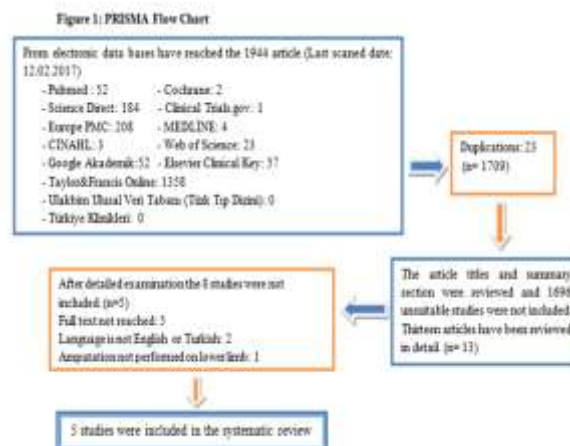 Figure 1: PRISMA Flow Chart
From electronic data bases have reached the 1944 article (Last scaned date:
12.02.2017)
- Pubmed : 52 - Cochrane: 2
- Science Direct: 184 - Clinical Trials.gov: 1
- Europe PMC: 208 - MEDLINE: 4
- CINAHL: 3 - Web of Science: 23
- Google Akademik: 52 - Elsevier Clinical Key: 57
- Taylor&Francis Online: 1358
- Ulakbim Ulusal Veri Tabanı (Türk Tıp Dizini): 0
- Türkiye Klinikleri: 0
Duplications: 23
(n= 1709)
The article titles and summary
section were reviewed and 1696
unsuitable studies were not included.
Thirteen articles have been reviewed
in detail. (n= 13)
After detailed examination the 8 studies were not
included. (n=5)
Full text not reached: 5
Language is not English or Turkish: 2
Amputation not performed on lower limb: 1
5 studies were included in the systematic review